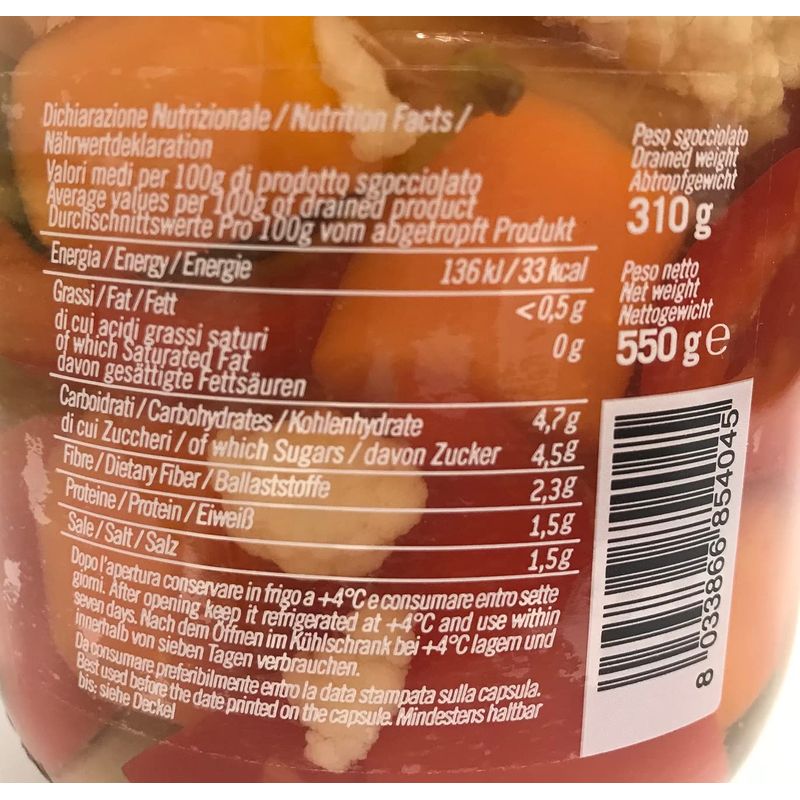 Dichiarazione Nutrizionale / Nutrition Facts /
Nährwertdeklaration
Valori medi per 100g di prodotto sgocciolato
Average values per 100g of drained product
Durchschnittswerte Pro 100g vom abgetropft Produkt
Energia / Energy / Energie 136 kJ / 33 kcal
Grassi / Fat / Fett <0,5 g
di cui acidi grassi saturi
of which Saturated Fat 0g
davon gesättigte Fettsäuren
Carboidrati / Carbohydrates / Kohlenhydrate 4,7g
di cui Zuccheri / of which Sugars / davon Zucker 4,5g
Fibre / Dietary Fiber / Ballaststoffe 2,3g
Proteine / Protein / Eiweiß 1,5g
Sale / Salt / Salz 1,5g
Dopo l'apertura conservare in frigo a +4°C e consumare entro sette
giorni. After opening keep it refrigerated at +4°C and use within
seven days. Nach dem Öffnen im Kühlschrank bei +4°C lagern und
innerhalb von sieben Tagen verbrauchen.
Da consumare preferibilmente entro la data stampata sulla capsula.
Best used before the date printed on the capsule. Mindestens haltbar
bis: siehe Deckel
Peso sgocciolato
Drained weight
Abtropfgewicht
310 g
Peso netto
Net weight
Nettogewicht
550 g e
8 033866 854045